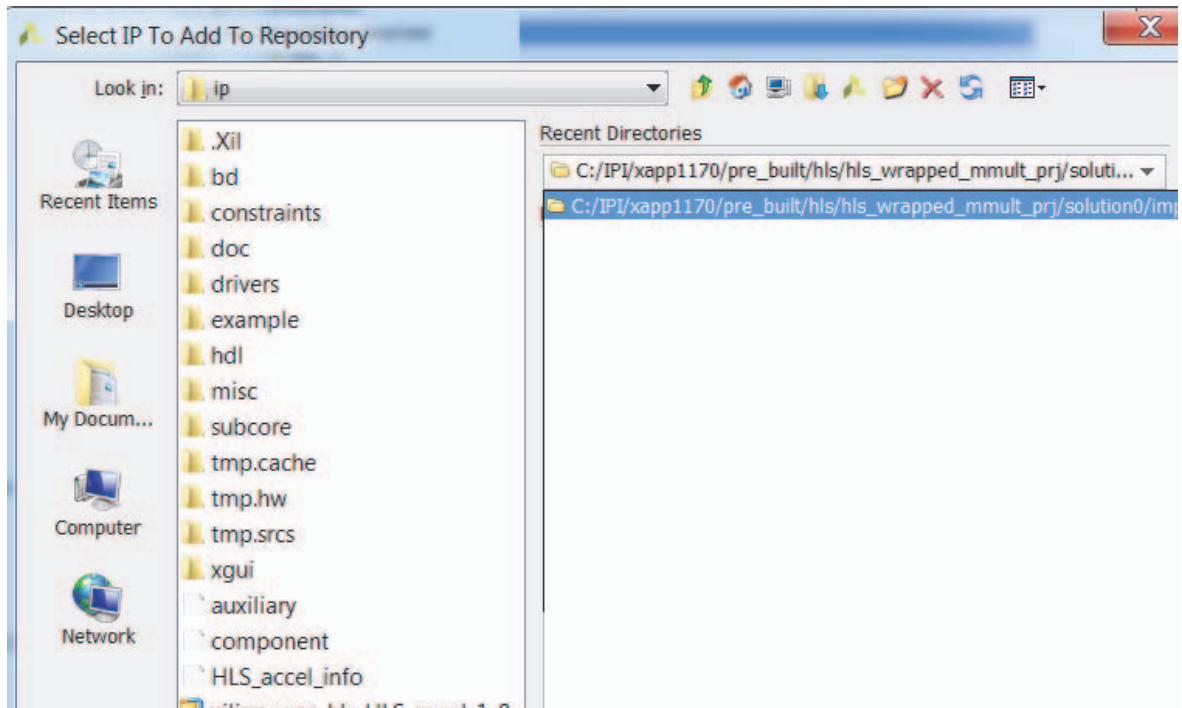 Select IP To Add To Repository
Look in:
ip
Recent Items
Desktop
My Docum...
Computer
Network
.Xil
bd
constraints
doc
drivers
example
hdl
misc
subcore
tmp.cache
tmp.hw
tmp.srcs
xgui
auxiliary
component
HLS_accel_info
Recent Directories
C:/IPI/xapp1170/pre_built/hls/hls_wrapped_mmult_prj/soluti...
C:/IPI/xapp1170/pre_built/hls/hls_wrapped_mmult_prj/solution0/imp